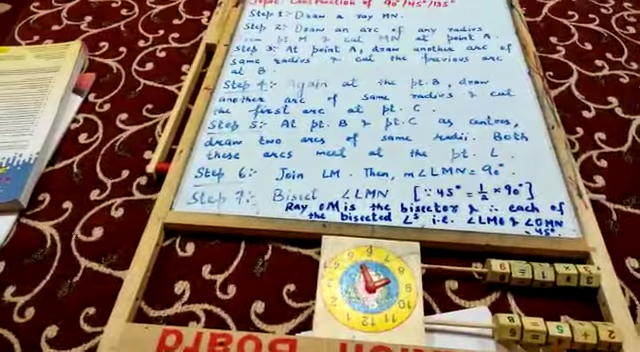 Topic: Construction of 90°/45°/135°
Step 1:- Draw a ray MN.
Step 2:- Draw an arc of any radius
from pt. M & cut MN at point A.
Step 3:- At point A, draw another arc of
same radius & cut the previous arc
at B.
Step 4:- Again at the pt. B, draw
another arc of same radius & cut
the first arc at pt. C.
Step 5:- At pt. B & pt. C as centres,
draw two arcs of same radii. Both
these arcs meet at the pt. L.
Step 6:- Join LM. Then, m∠LMN = 90°.
Step 7:- Bisect ∠LMN [∵ 45° = 1/2 × 90°]
Ray OM is the bisector & ∴ each of
the bisected ∠s i.e. ∠LMO & ∠OMN
= 45°.